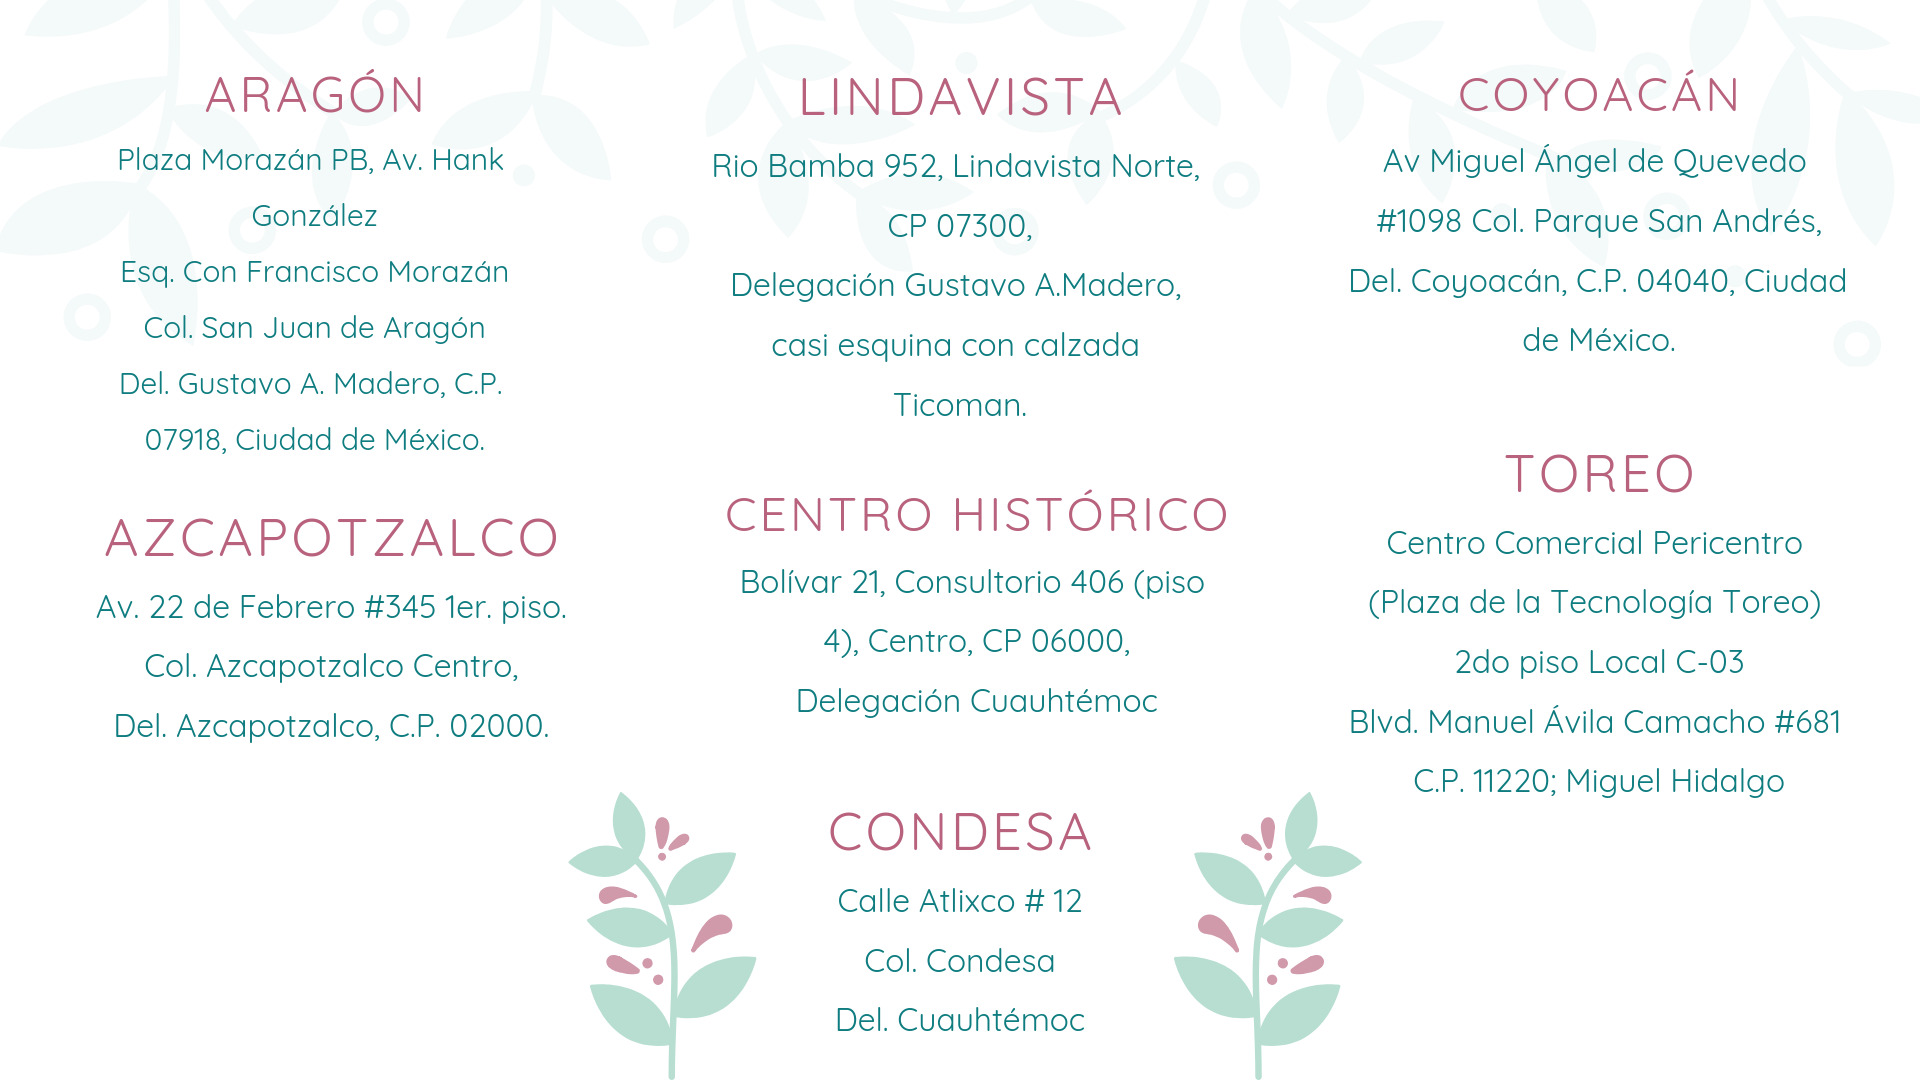 ARAGÓN
Plaza Morazán PB, Av. Hank
González
Esq. Con Francisco Morazán
Col. San Juan de Aragón
Del. Gustavo A. Madero, C.P.
07918, Ciudad de México.
AZCAPOTZALCO
Av. 22 de Febrero #345 1er. piso.
Col. Azcapotzalco Centro,
Del. Azcapotzalco, C.P. 02000.
LINDAVISTA
Rio Bamba 952, Lindavista Norte,
CP 07300,
Delegación Gustavo A.Madero,
casi esquina con calzada
Ticoman.
CENTRO HISTÓRICO
Bolívar 21, Consultorio 406 (piso
4), Centro, CP 06000,
Delegación Cuauhtémoc
CONDESA
Calle Atlixco # 12
Col. Condesa
Del. Cuauhtémoc
COYOACÁN
Av Miguel Ángel de Quevedo
#1098 Col. Parque San Andrés,
Del. Coyoacán, C.P. 04040, Ciudad
de México.
TOREO
Centro Comercial Pericentro
(Plaza de la Tecnología Toreo)
2do piso Local C-03
Blvd. Manuel Ávila Camacho #681
C.P. 11220; Miguel Hidalgo